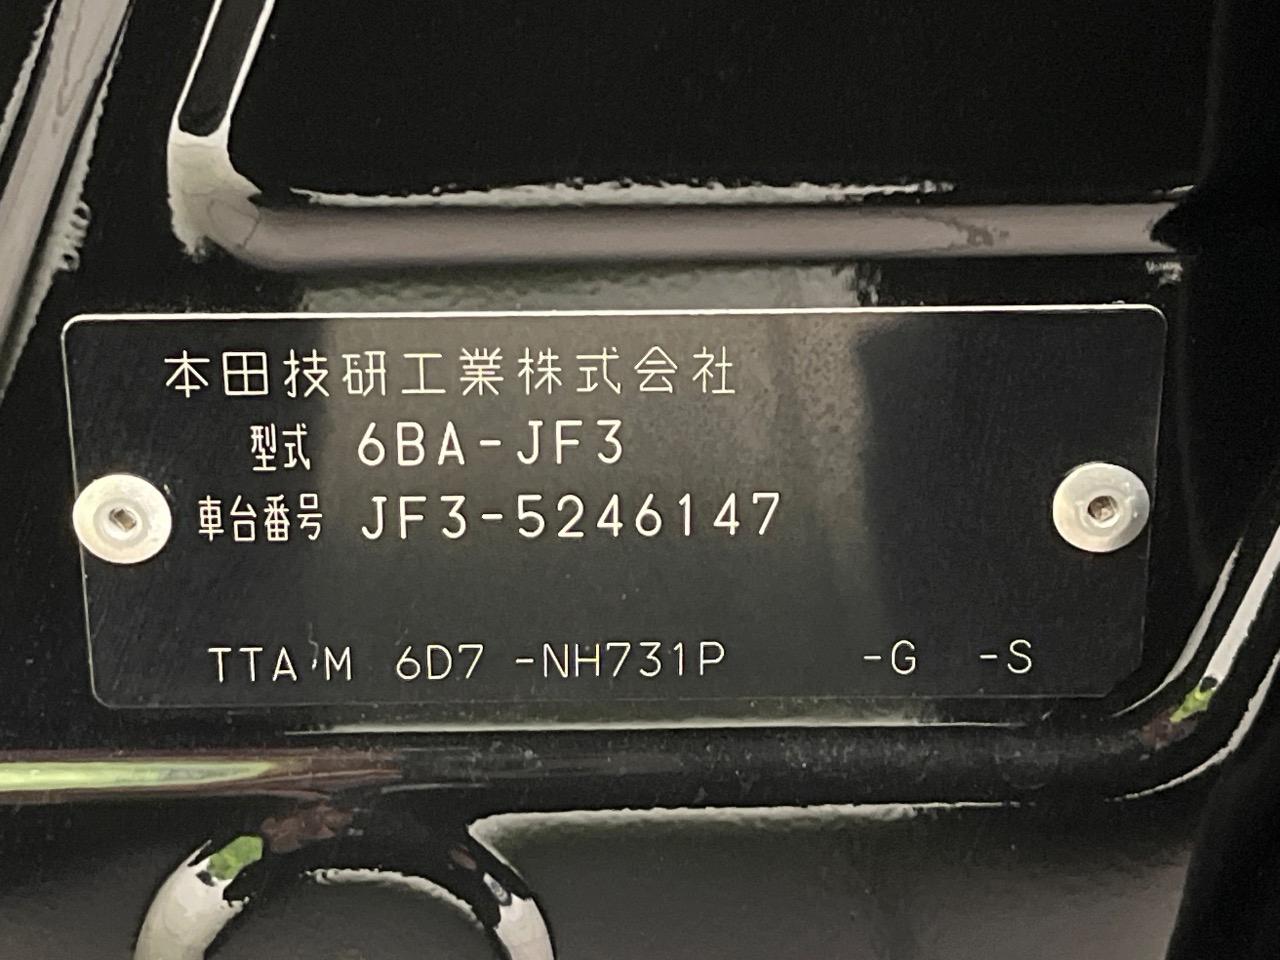 本田技研工業株式会社
型式 6BA-JF3
車台番号 JF3-5246147
TTA M 6D7 -NH731P -G -S